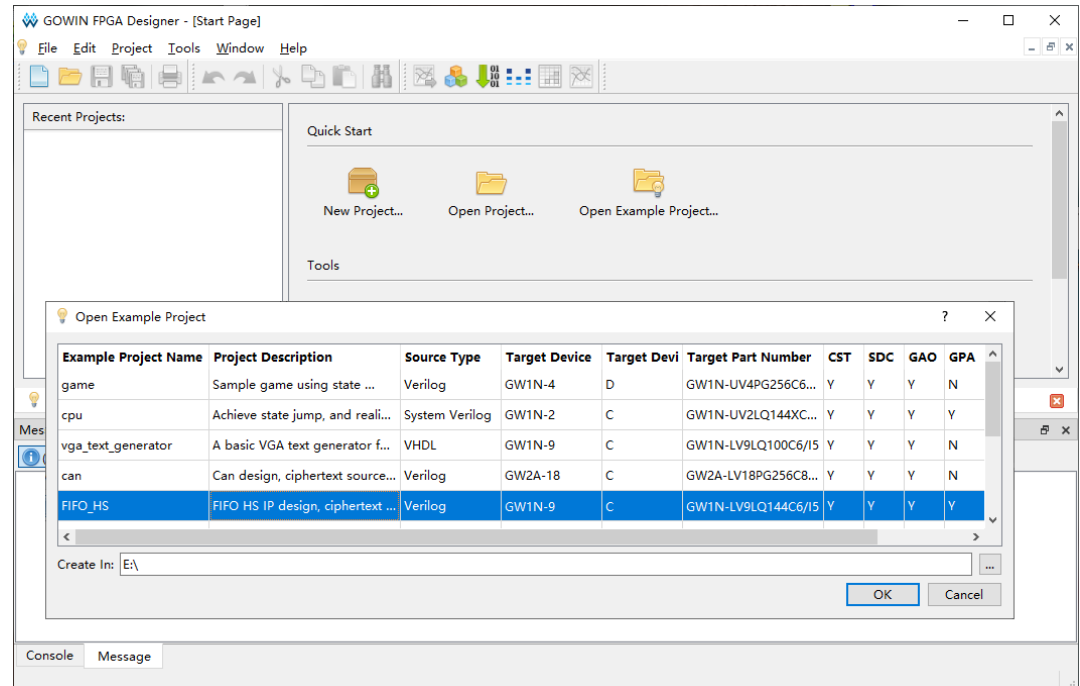 GOWIN FPGA Designer - [Start Page]
File Edit Project Tools Window Help
Recent Projects:
Quick Start
New Project... Open Project... Open Example Project...
Tools
Open Example Project
Example Project Name Project Description Source Type Target Device Target Devi Target Part Number CST SDC GAO GPA
game Sample game using state ... Verilog GW1N-4 D GW1N-UV4PG256C6... Y Y Y N
cpu Achieve state jump, and reali... System Verilog GW1N-2 C GW1N-UV2LQ144XC... Y Y Y Y
vga_text_generator A basic VGA text generator f... VHDL GW1N-9 C GW1N-LV9LQ100C6/I5 Y Y Y N
can Can design, ciphertext source... Verilog GW2A-18 C GW2A-LV18PG256C8... Y Y Y N
FIFO_HS FIFO HS IP design, ciphertext ... Verilog GW1N-9 C GW1N-LV9LQ144C6/I5 Y Y Y Y
Mes
Create In: E:\
...
OK Cancel
Console Message